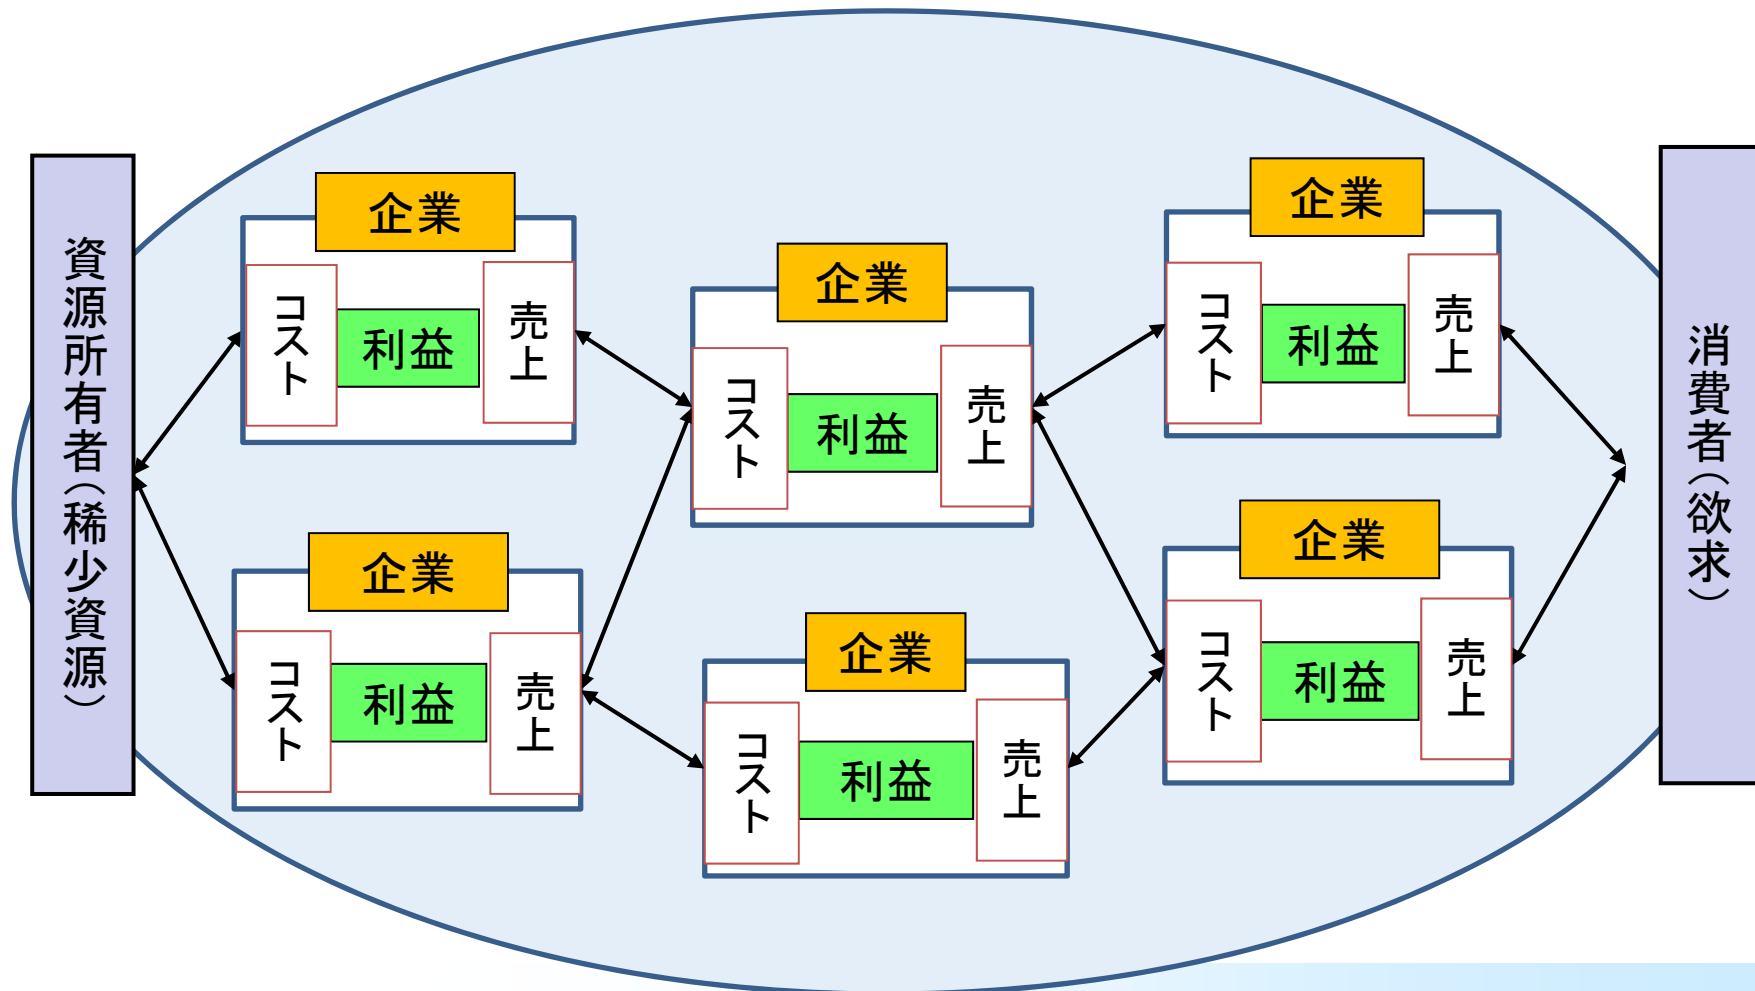 資源所有者（稀少資源）
企業
コスト
利益
売上
企業
コスト
利益
売上
企業
コスト
利益
売上
企業
コスト
利益
売上
企業
コスト
利益
売上
企業
コスト
利益
売上
消費者（欲求）